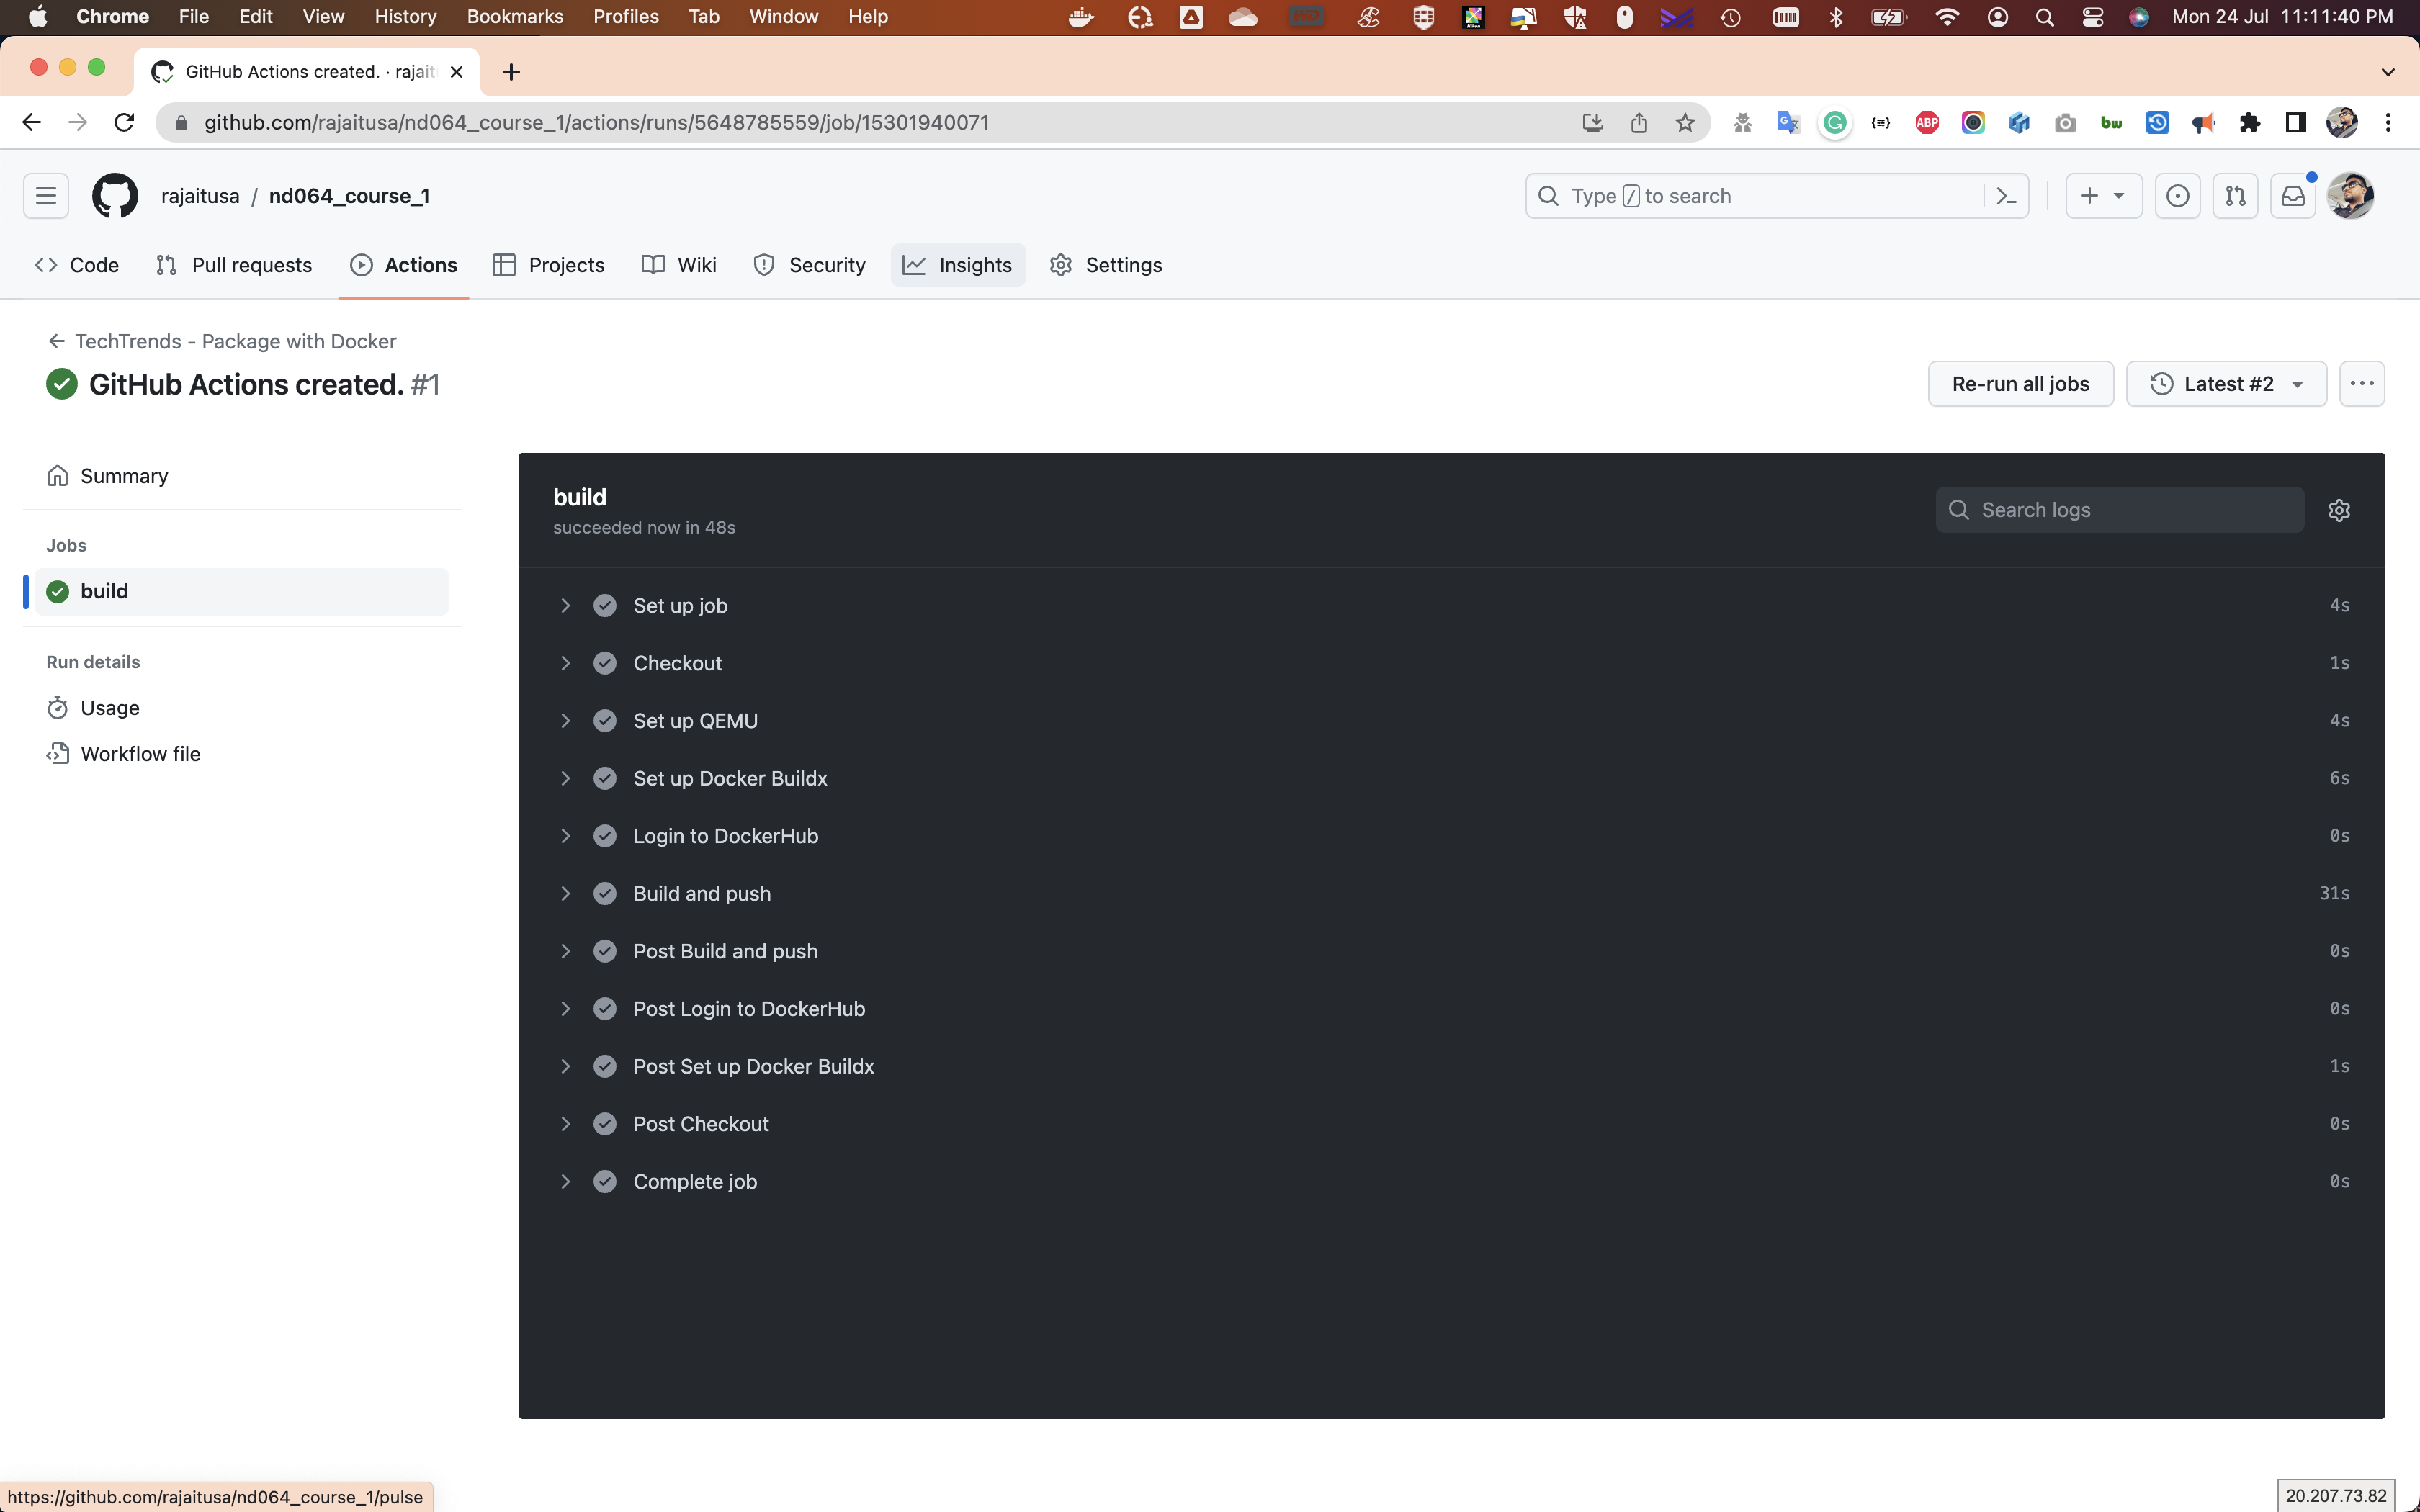 Chrome File Edit View History Bookmarks Profiles Tab Window Help Mon 24 Jul 11:11:40 PM
GitHub Actions created. · rajait
github.com/rajaitusa/nd064_course_1/actions/runs/5648785559/job/15301940071
ABP
bw
rajaitusa / nd064_course_1
Type / to search
Code Pull requests Actions Projects Wiki Security Insights Settings
TechTrends - Package with Docker
GitHub Actions created. #1
Re-run all jobs
Latest #2
Summary
Jobs
build
Run details
Usage
Workflow file
build
succeeded now in 48s
Search logs
Set up job 4s
Checkout 1s
Set up QEMU 4s
Set up Docker Buildx 6s
Login to DockerHub 0s
Build and push 31s
Post Build and push 0s
Post Login to DockerHub 0s
Post Set up Docker Buildx 1s
Post Checkout 0s
Complete job 0s
https://github.com/rajaitusa/nd064_course_1/pulse
20.207.73.82